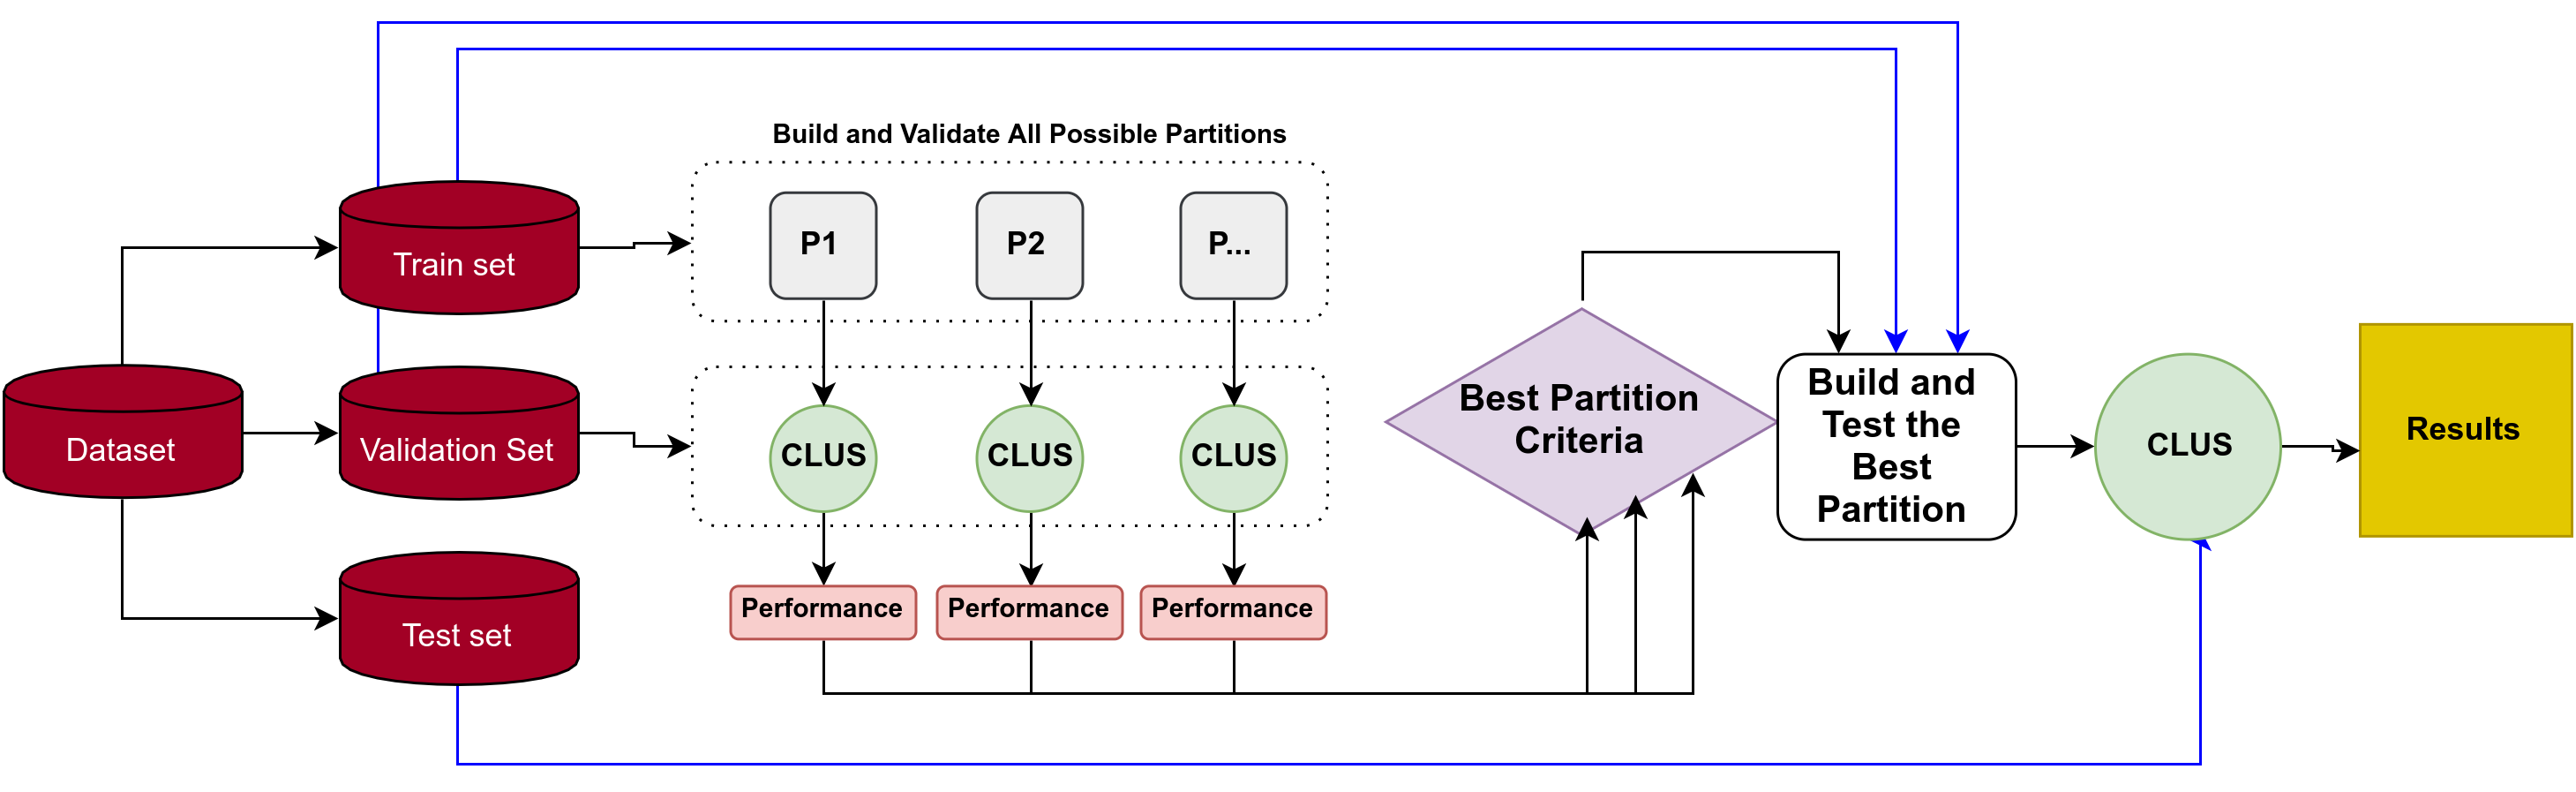 Build and Validate All Possible Partitions
Train set
P1
P2
P...
Dataset
Validation Set
CLUS
CLUS
CLUS
Best Partition
Criteria
Build and
Test the
Best
Partition
CLUS
Results
Test set
Performance
Performance
Performance